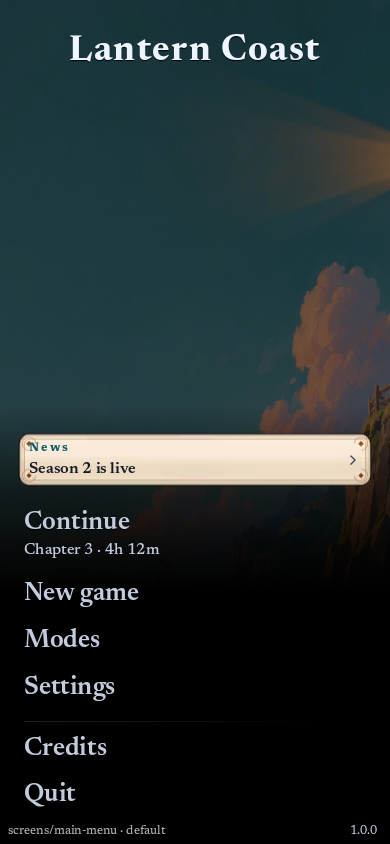 Lantern Coast
News
Season 2 is live
Continue
Chapter 3 · 4h 12m
New game
Modes
Settings
Credits
Quit
screens/main-menu · default
1.0.0